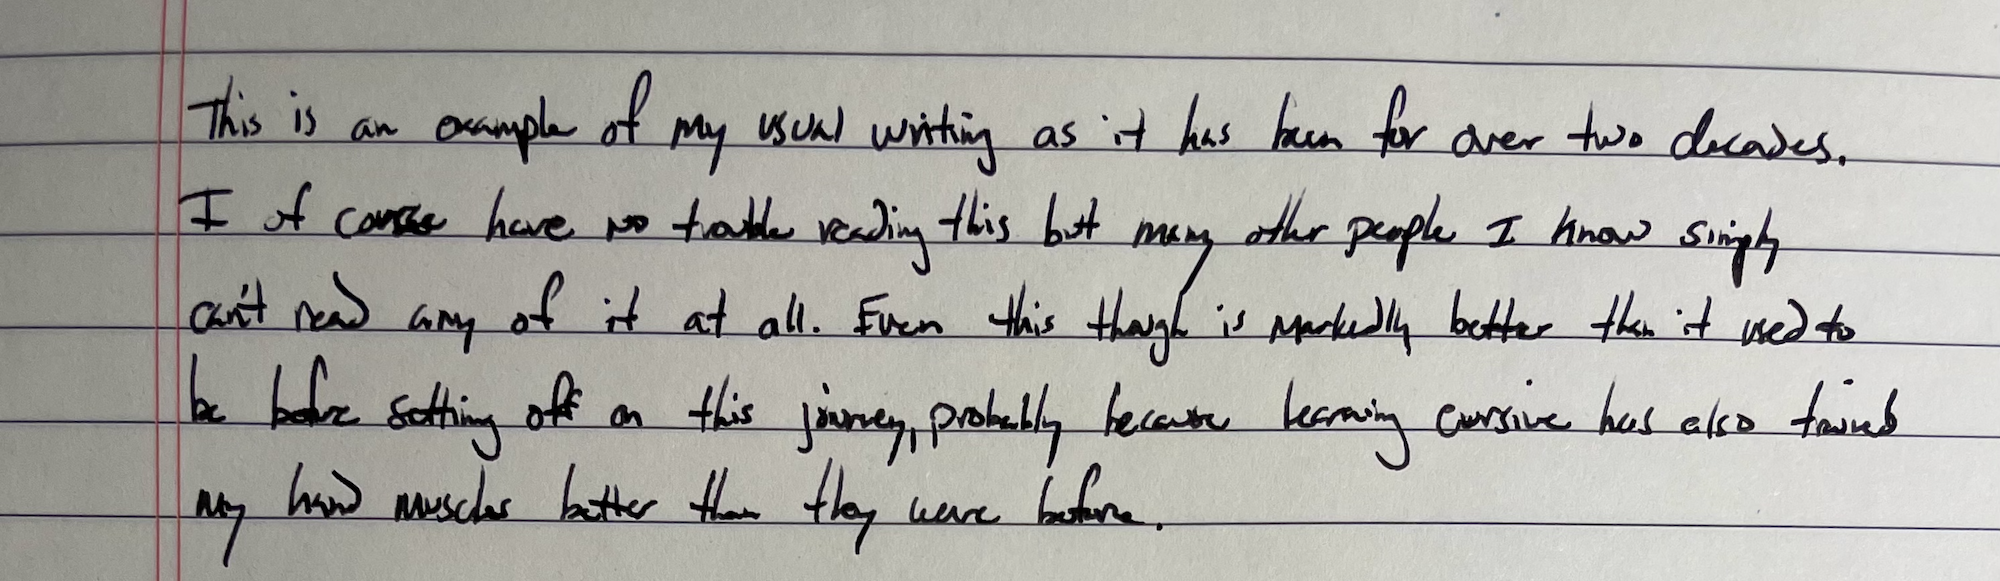 This is an example of my usual writing as it has been for over two decades.
I of course have no trouble reading this but many other people I know simply
can't read any of it at all. Even this though is markedly better than it used to
be before setting off on this journey, probably because learning cursive has also trained
my hand muscles better than they were before.